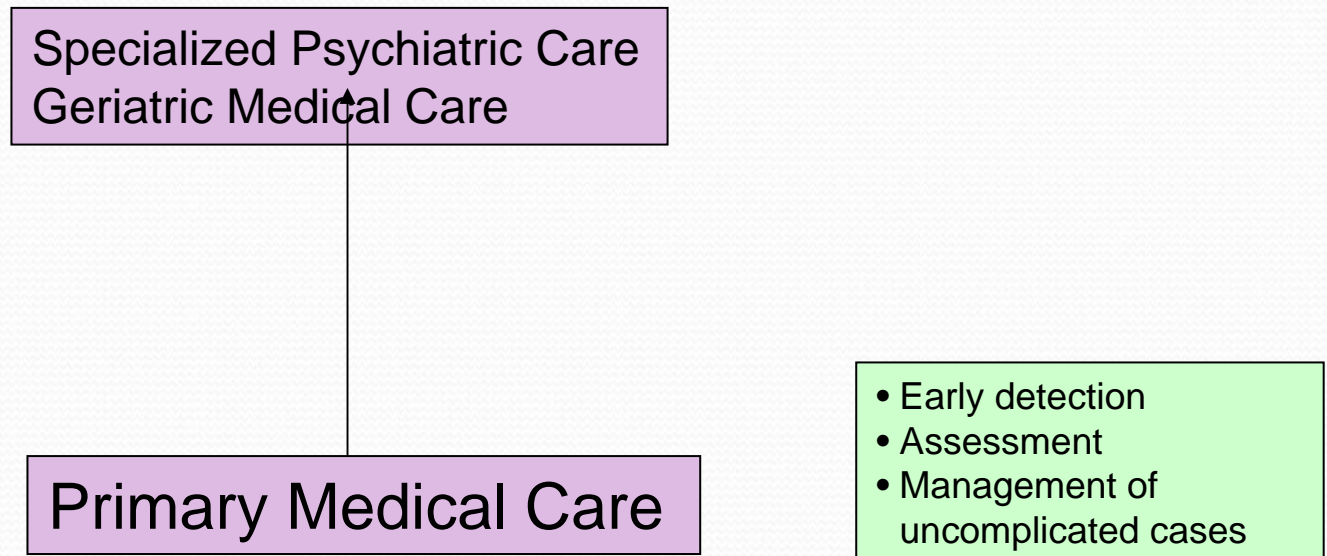 Specialized Psychiatric Care
Geriatric Medical Care
• Early detection
• Assessment
• Management of
uncomplicated cases
Primary Medical Care